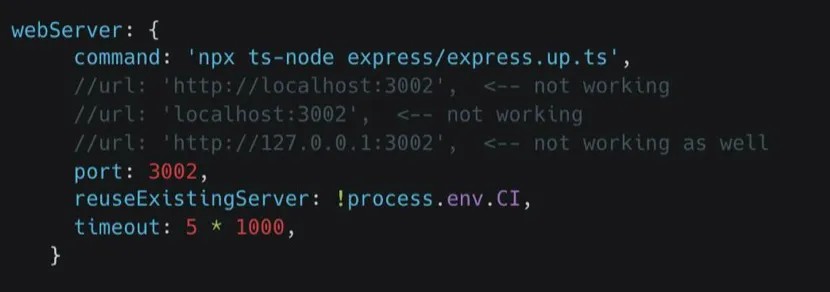 webServer: {
command: 'npx ts-node express/express.up.ts',
//url: 'http://localhost:3002',  <-- not working
//url: 'localhost:3002',  <-- not working
//url: 'http://127.0.0.1:3002',  <-- not working as well
port: 3002,
reuseExistingServer: !process.env.CI,
timeout: 5 * 1000,
}